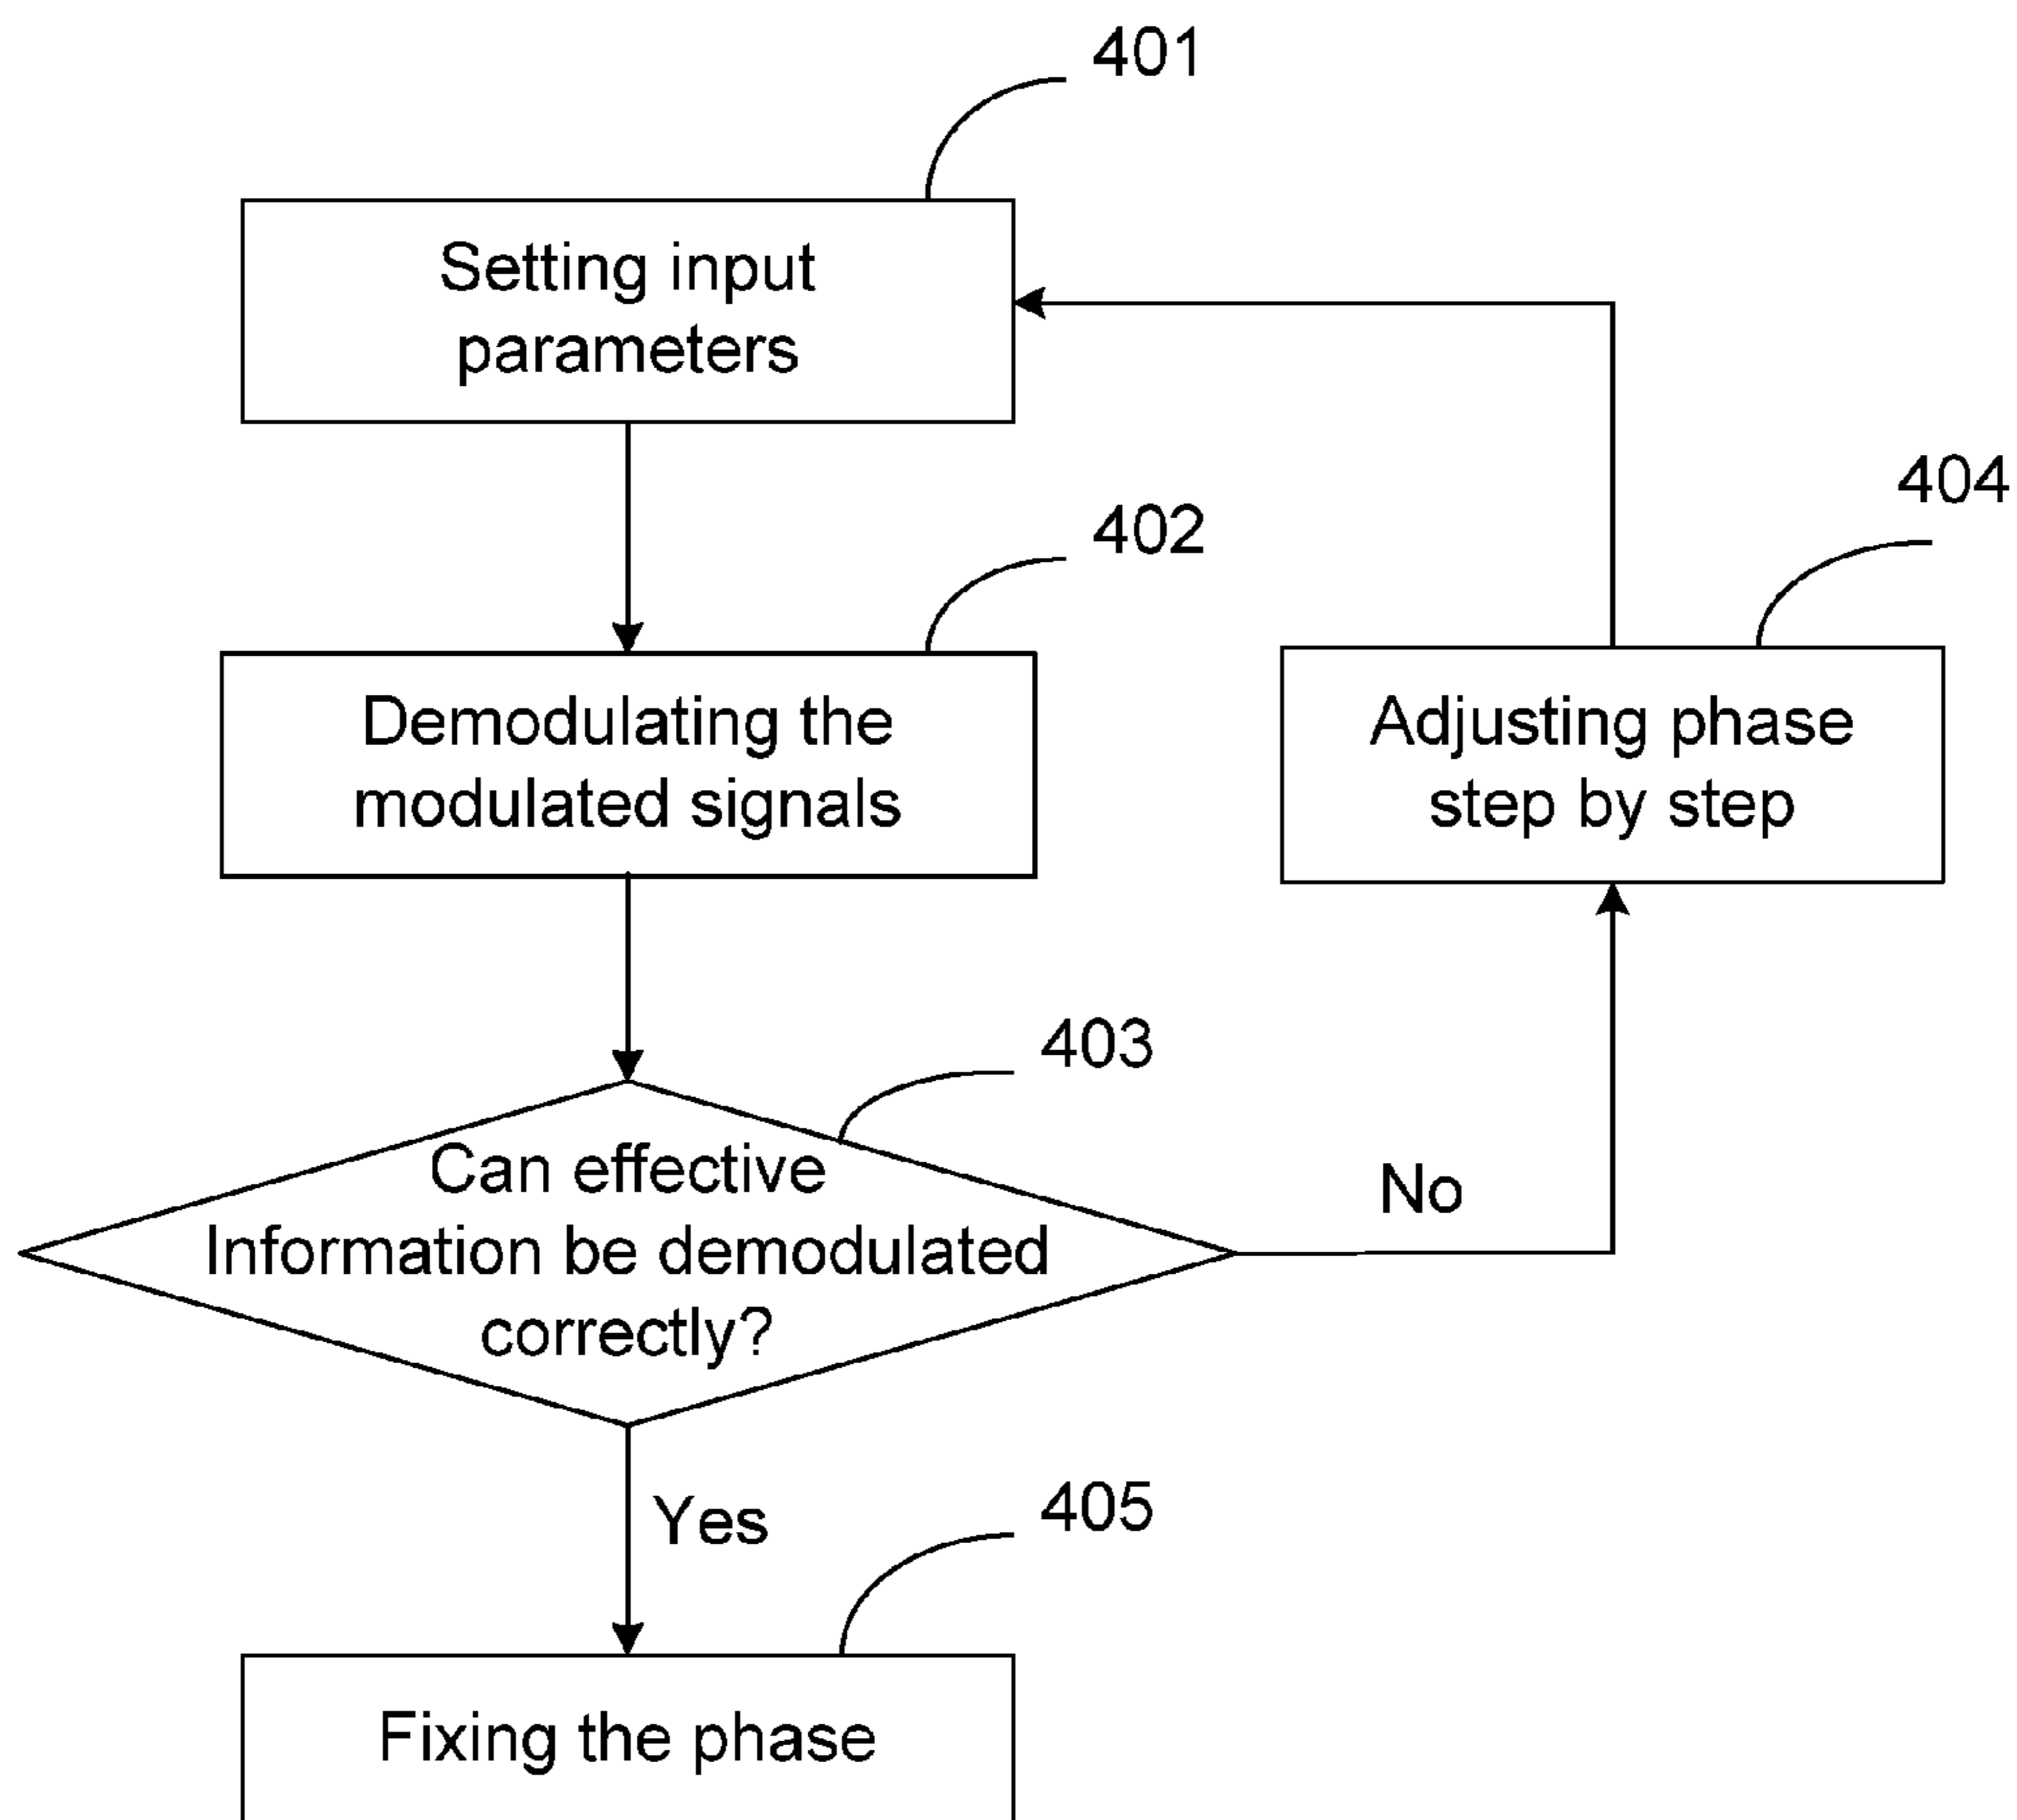 401
Setting input
parameters
402
Demodulating the
modulated signals
404
Adjusting phase
step by step
403
Can effective
Information be demodulated
correctly?
No
Yes
405
Fixing the phase